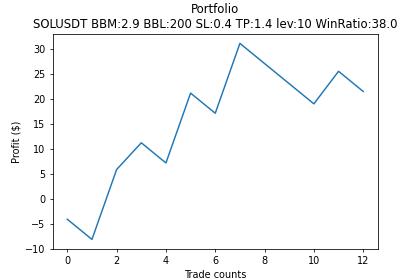 Portfolio
SOLUSDT BBM:2.9 BBL:200 SL:0.4 TP:1.4 lev:10 WinRatio:38.0
30
25
20
15
10
5
0
−5
−10
Profit ($)
0 2 4 6 8 10 12
Trade counts